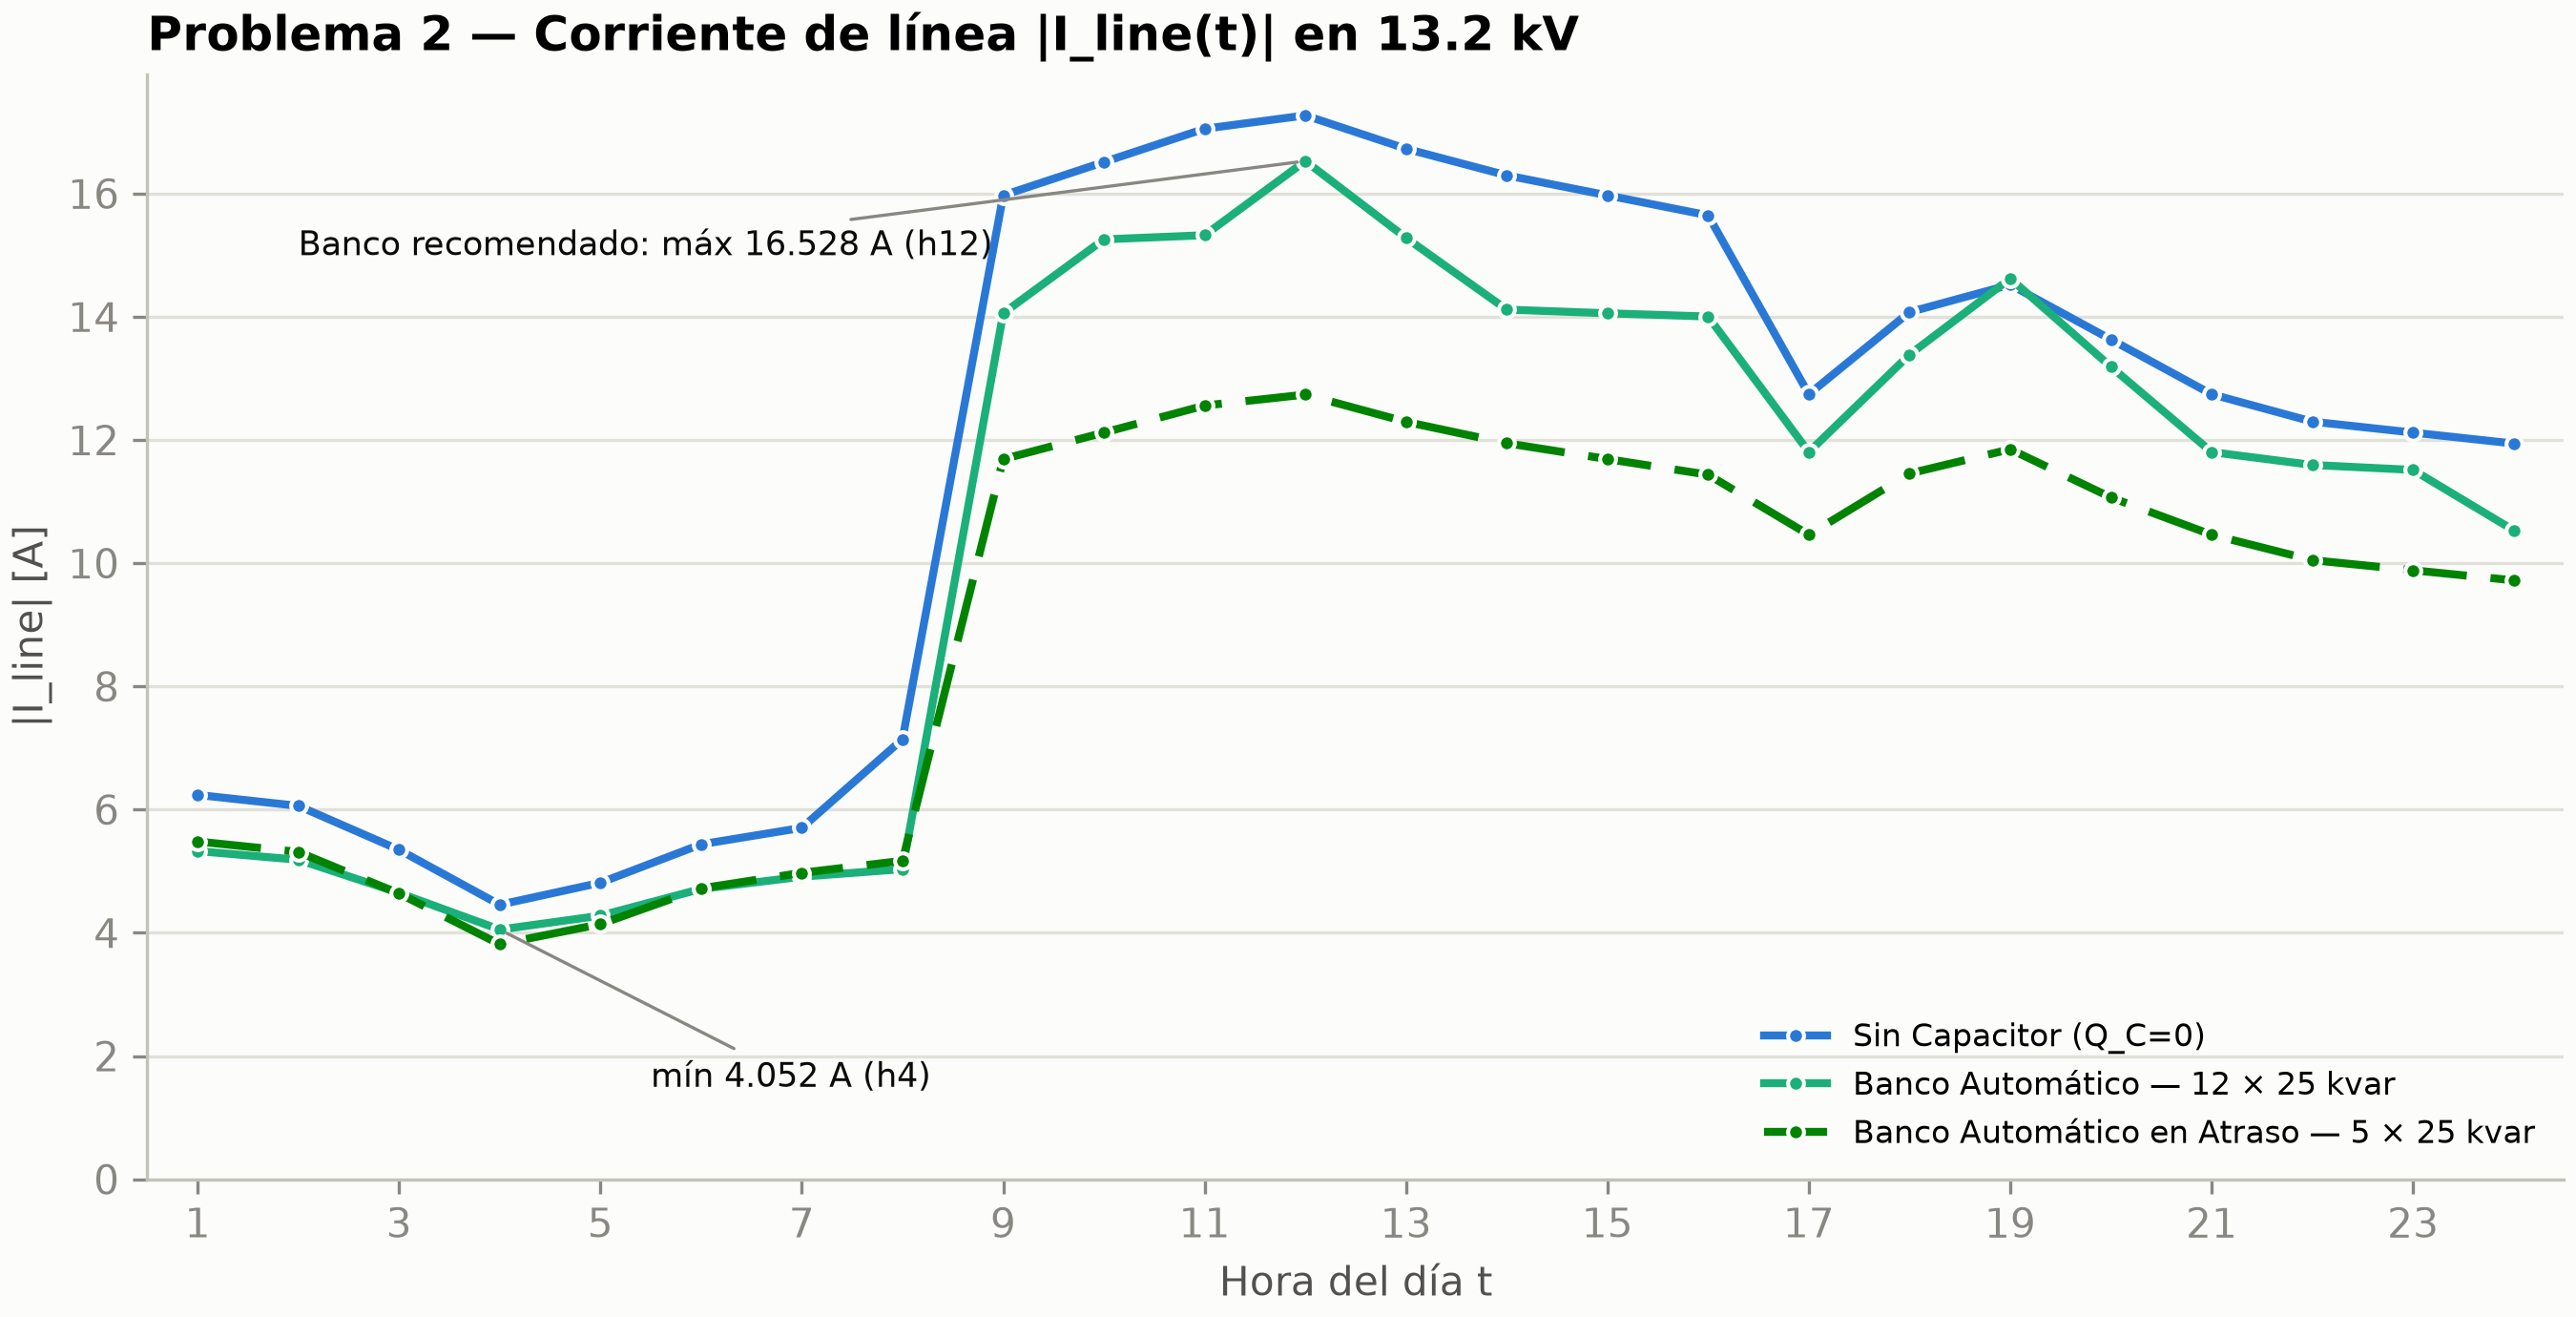 Problema 2 — Corriente de línea |I_line(t)| en 13.2 kV
|I_line| [A]
16
14
12
10
8
6
4
2
0
Banco recomendado: máx 16.528 A (h12)
mín 4.052 A (h4)
Sin Capacitor (Q_C=0)
Banco Automático — 12 × 25 kvar
Banco Automático en Atraso — 5 × 25 kvar
1 3 5 7 9 11 13 15 17 19 21 23
Hora del día t